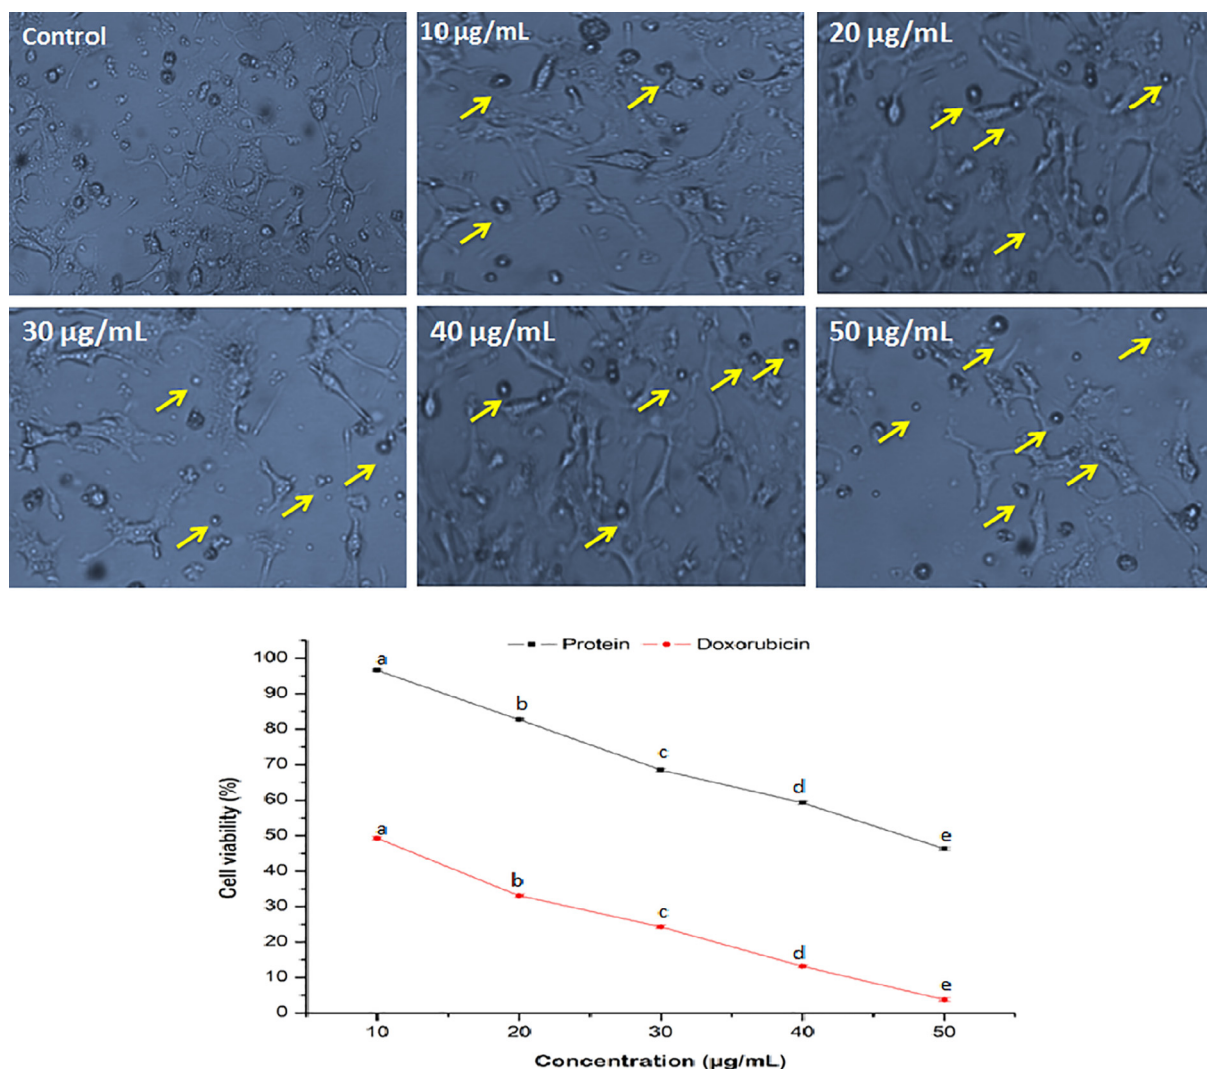 Control
10 µg/mL
20 µg/mL
30 µg/mL
40 µg/mL
50 µg/mL
Protein
Doxorubicin
100
90
80
70
60
50
40
30
20
10
0
Cell viability (%)
a
b
c
d
e
a
b
c
d
e
10
20
30
40
50
Concentration (µg/mL)